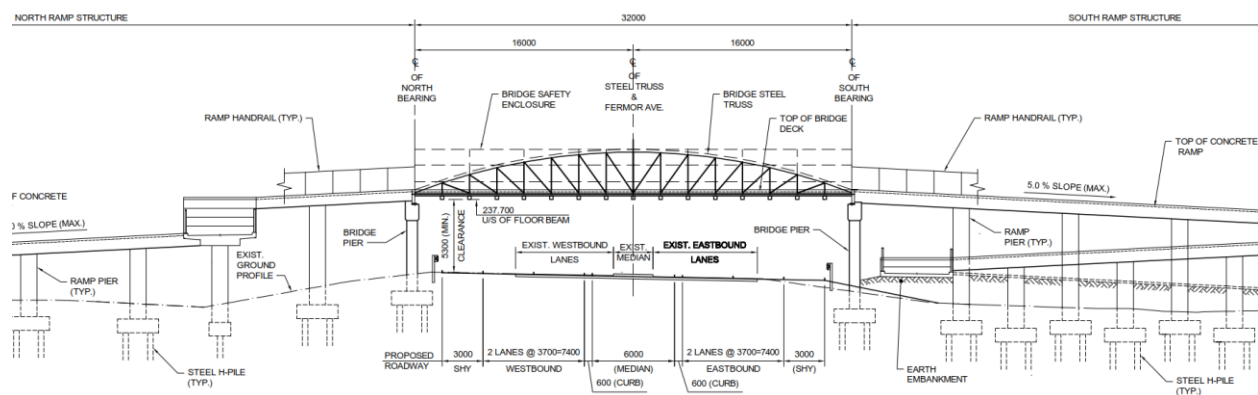 NORTH RAMP STRUCTURE
32000
SOUTH RAMP STRUCTURE
16000
16000
℄
OF
NORTH
BEARING
℄
OF
STEEL TRUSS
&
FERMOR AVE.
℄
OF
SOUTH
BEARING
BRIDGE SAFETY
ENCLOSURE
BRIDGE STEEL
TRUSS
RAMP HANDRAIL (TYP.)
TOP OF BRIDGE
DECK
RAMP HANDRAIL (TYP.)
TOP OF CONCRETE
RAMP
F CONCRETE
5.0 % SLOPE (MAX.)
0 % SLOPE (MAX.)
BRIDGE
PIER
5300 (MIN.)
CLEARANCE
237.700
U/S OF FLOOR BEAM
BRIDGE PIER
RAMP
PIER (TYP.)
EXIST. WESTBOUND
LANES
EXIST.
MEDIAN
EXIST. EASTBOUND
LANES
EXIST.
GROUND
PROFILE
RAMP PIER
(TYP.)
PROPOSED
ROADWAY
3000
SHY
2 LANES @ 3700=7400
WESTBOUND
6000
(MEDIAN)
2 LANES @ 3700=7400
EASTBOUND
3000
(SHY)
600 (CURB)
600 (CURB)
STEEL H-PILE
(TYP.)
EARTH
EMBANKMENT
STEEL H-PILE
(TYP.)